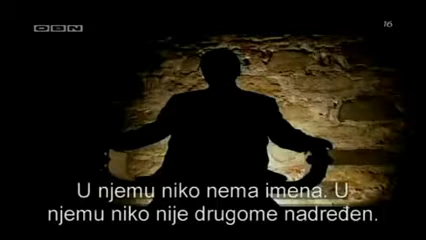 OBN
16
U njemu niko nema imena. U
njemu niko nije drugome nadređen.